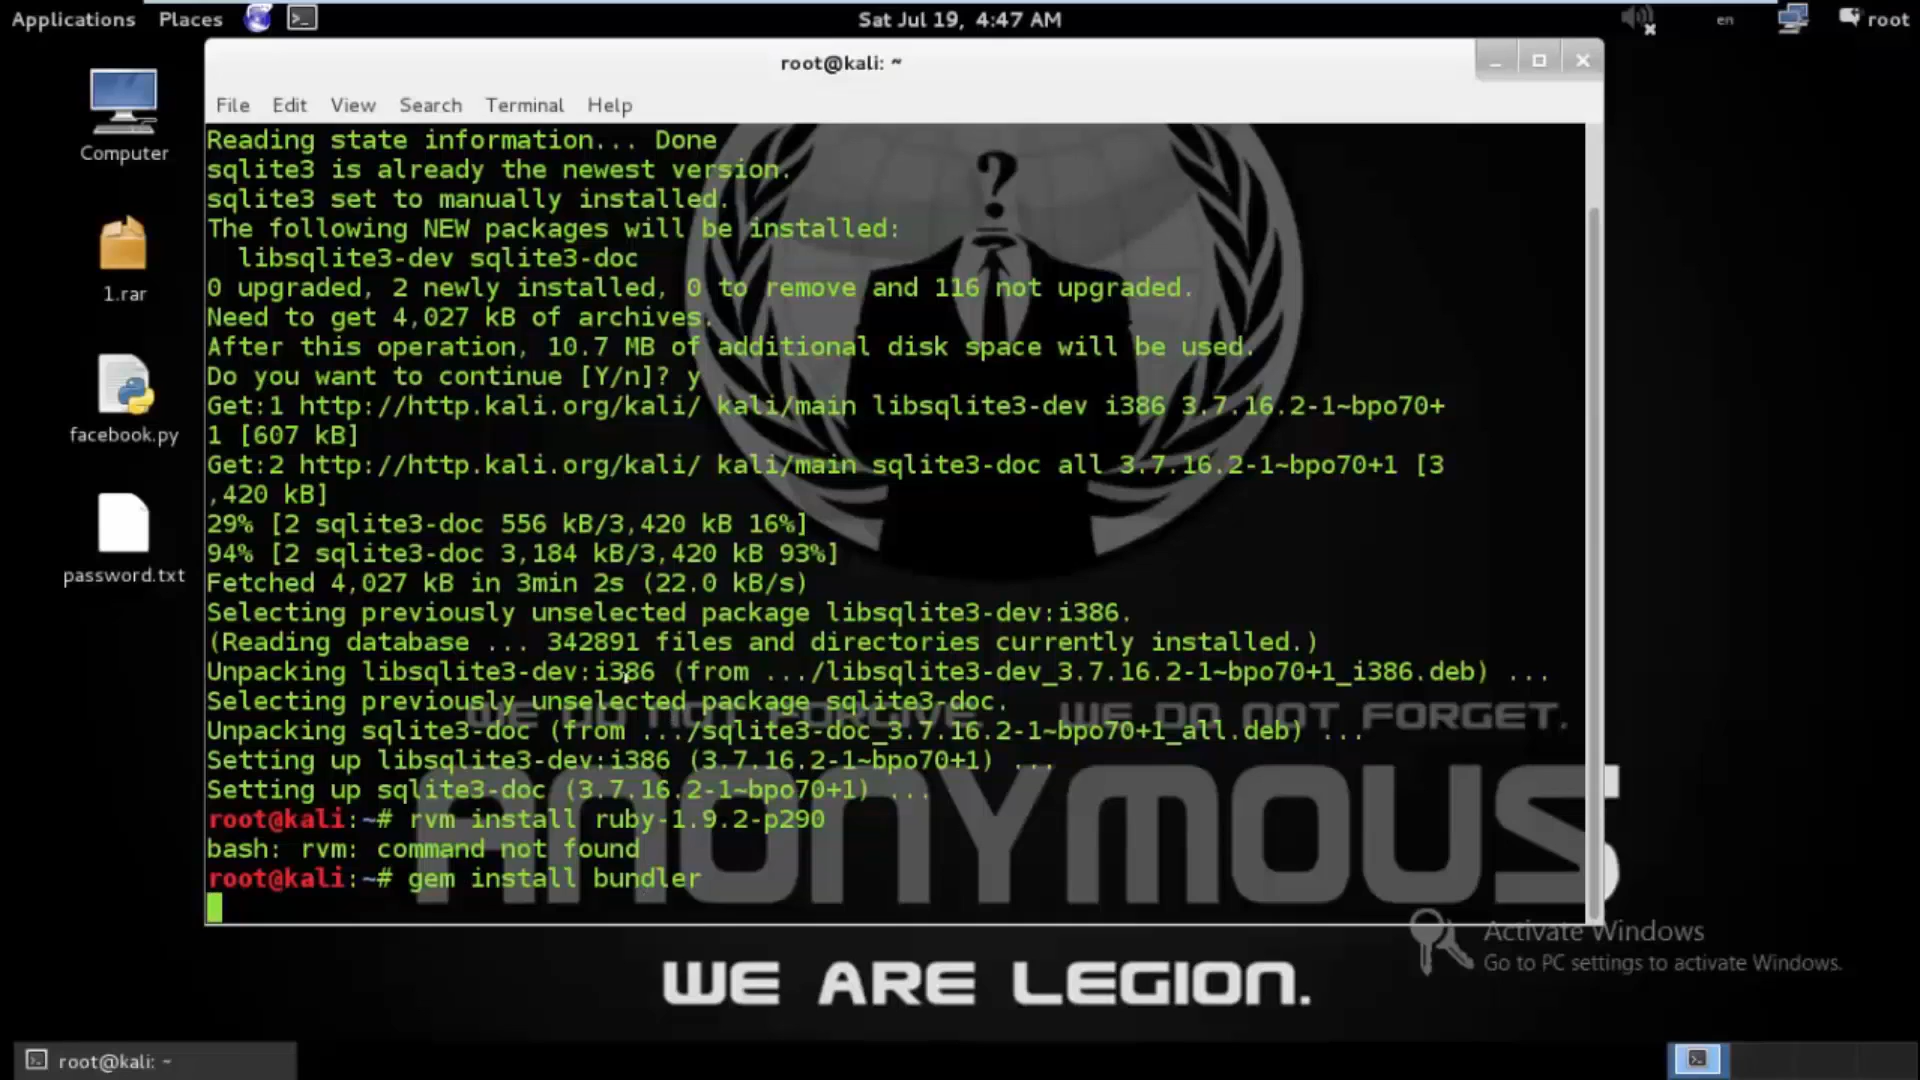 Applications Places Sat Jul 19, 4:47 AM en root
root@kali: ~
File Edit View Search Terminal Help
Computer
1.rar
facebook.py
password.txt
Reading state information... Done
sqlite3 is already the newest version.
sqlite3 set to manually installed.
The following NEW packages will be installed:
  libsqlite3-dev sqlite3-doc
0 upgraded, 2 newly installed, 0 to remove and 116 not upgraded.
Need to get 4,027 kB of archives.
After this operation, 10.7 MB of additional disk space will be used.
Do you want to continue [Y/n]? y
Get:1 http://http.kali.org/kali/ kali/main libsqlite3-dev i386 3.7.16.2-1~bpo70+
1 [607 kB]
Get:2 http://http.kali.org/kali/ kali/main sqlite3-doc all 3.7.16.2-1~bpo70+1 [3
,420 kB]
29% [2 sqlite3-doc 556 kB/3,420 kB 16%]
94% [2 sqlite3-doc 3,184 kB/3,420 kB 93%]
Fetched 4,027 kB in 3min 2s (22.0 kB/s)
Selecting previously unselected package libsqlite3-dev:i386.
(Reading database ... 342891 files and directories currently installed.)
Unpacking libsqlite3-dev:i386 (from .../libsqlite3-dev_3.7.16.2-1~bpo70+1_i386.deb) ...
Selecting previously unselected package sqlite3-doc.
Unpacking sqlite3-doc (from .../sqlite3-doc_3.7.16.2-1~bpo70+1_all.deb) ...
Setting up libsqlite3-dev:i386 (3.7.16.2-1~bpo70+1) ...
Setting up sqlite3-doc (3.7.16.2-1~bpo70+1) ...
root@kali:~# rvm install ruby-1.9.2-p290
bash: rvm: command not found
root@kali:~# gem install bundler
WE DO NOT FORGIVE. WE DO NOT FORGET.
ANONYMOUS
WE ARE LEGION.
Activate Windows
Go to PC settings to activate Windows.
root@kali: ~